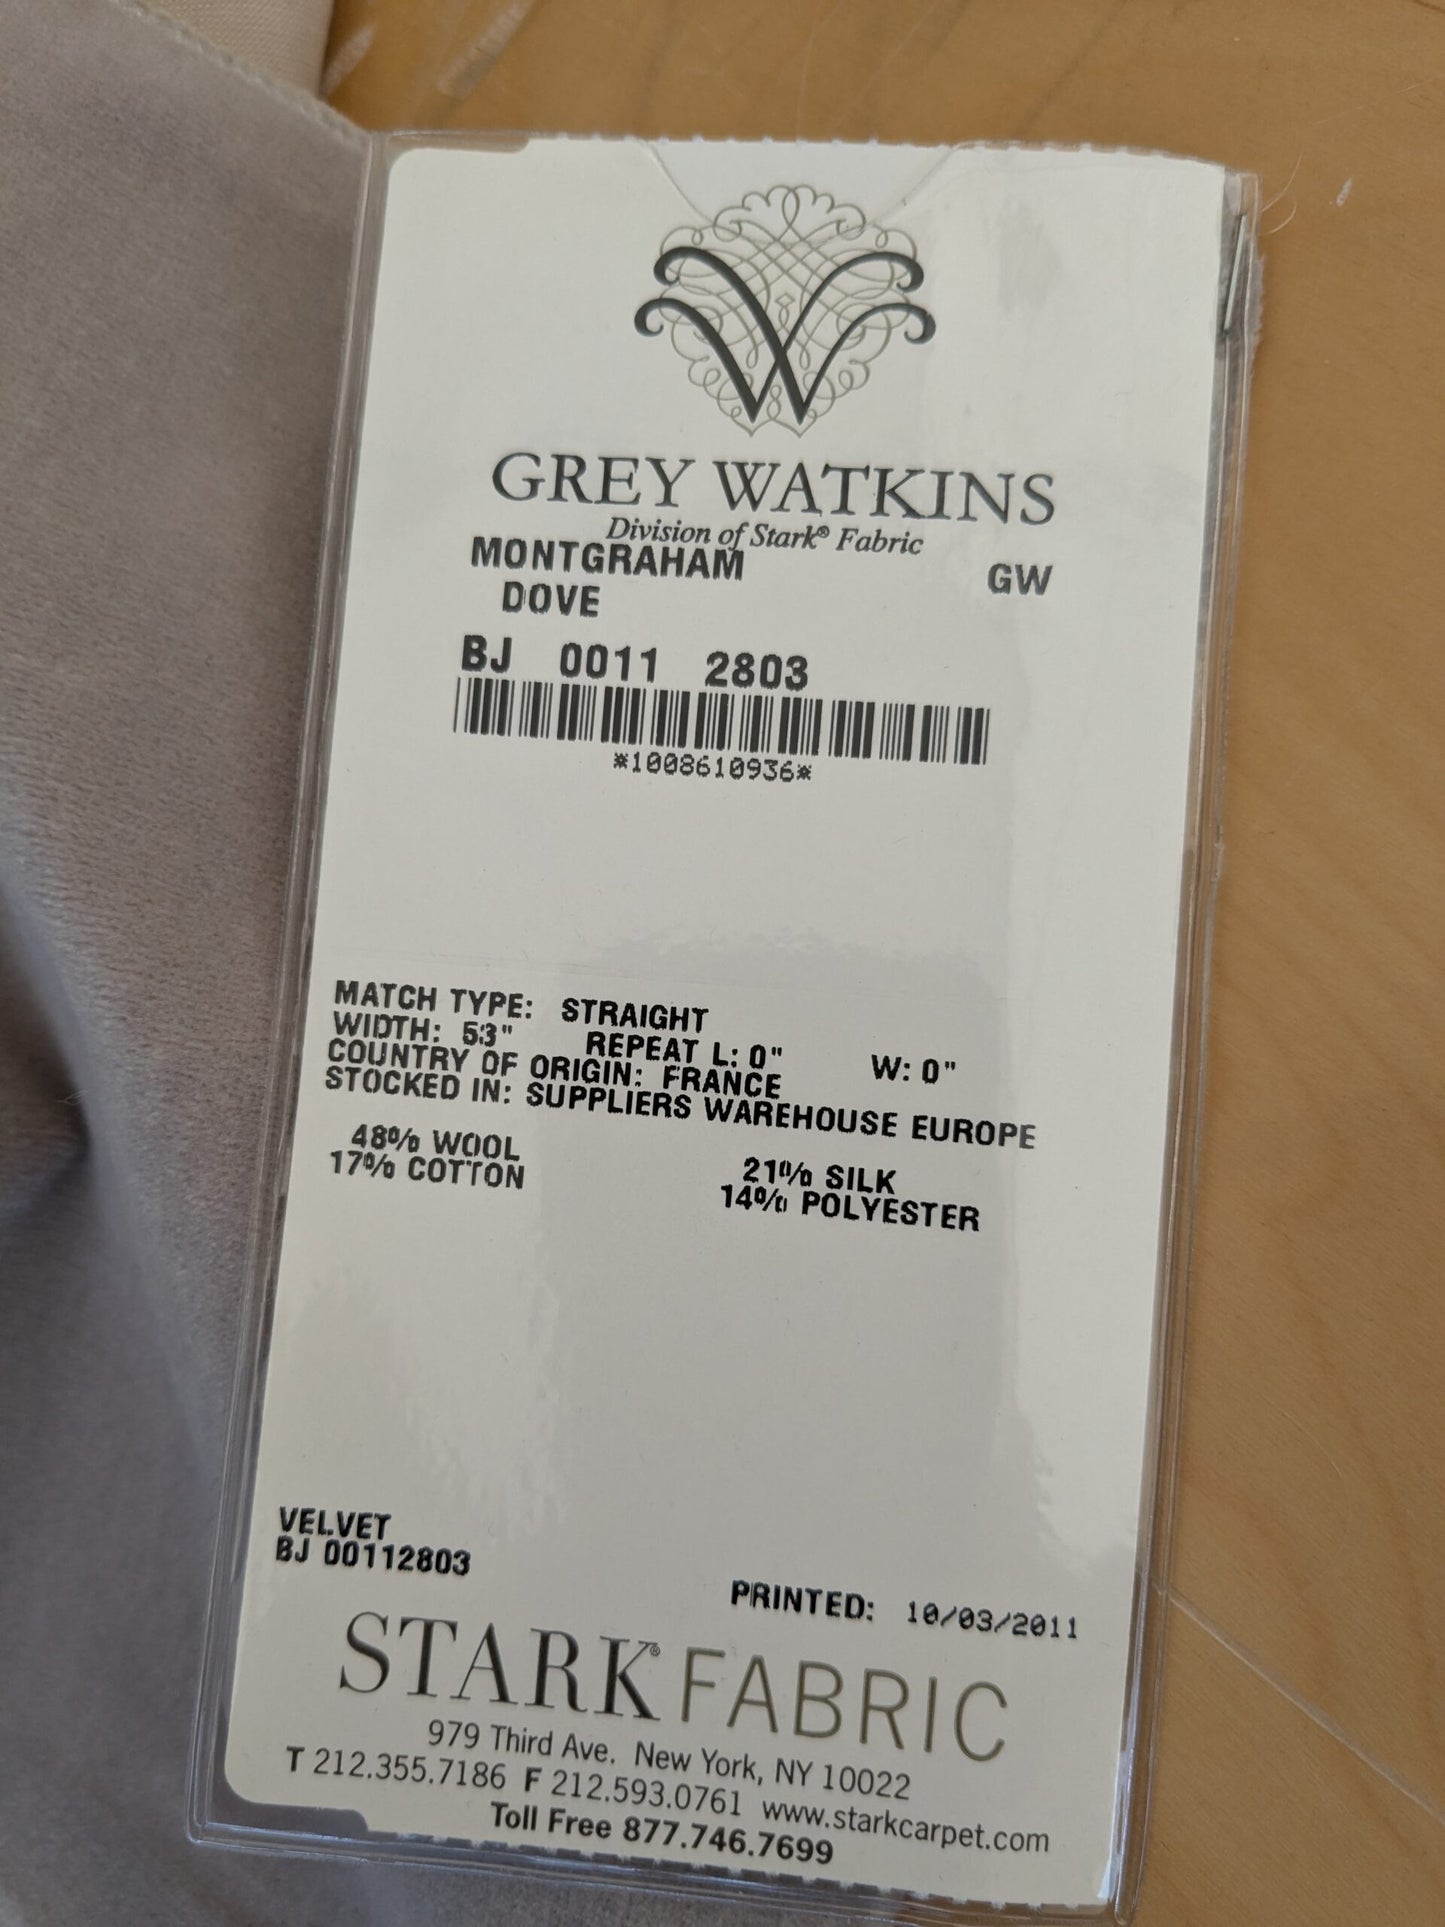 W
GREY WATKINS
Division of Stark® Fabric
MONTGRAHAM GW
DOVE
BJ 0011 2803
*1008610936*
MATCH TYPE: STRAIGHT
WIDTH: 53" REPEAT L: 0" W: 0"
COUNTRY OF ORIGIN: FRANCE
STOCKED IN: SUPPLIERS WAREHOUSE EUROPE
48% WOOL 21% SILK
17% COTTON 14% POLYESTER
VELVET
BJ 00112803
PRINTED: 10/03/2011
STARK® FABRIC
979 Third Ave. New York, NY 10022
T 212.355.7186 F 212.593.0761 www.starkcarpet.com
Toll Free 877.746.7699